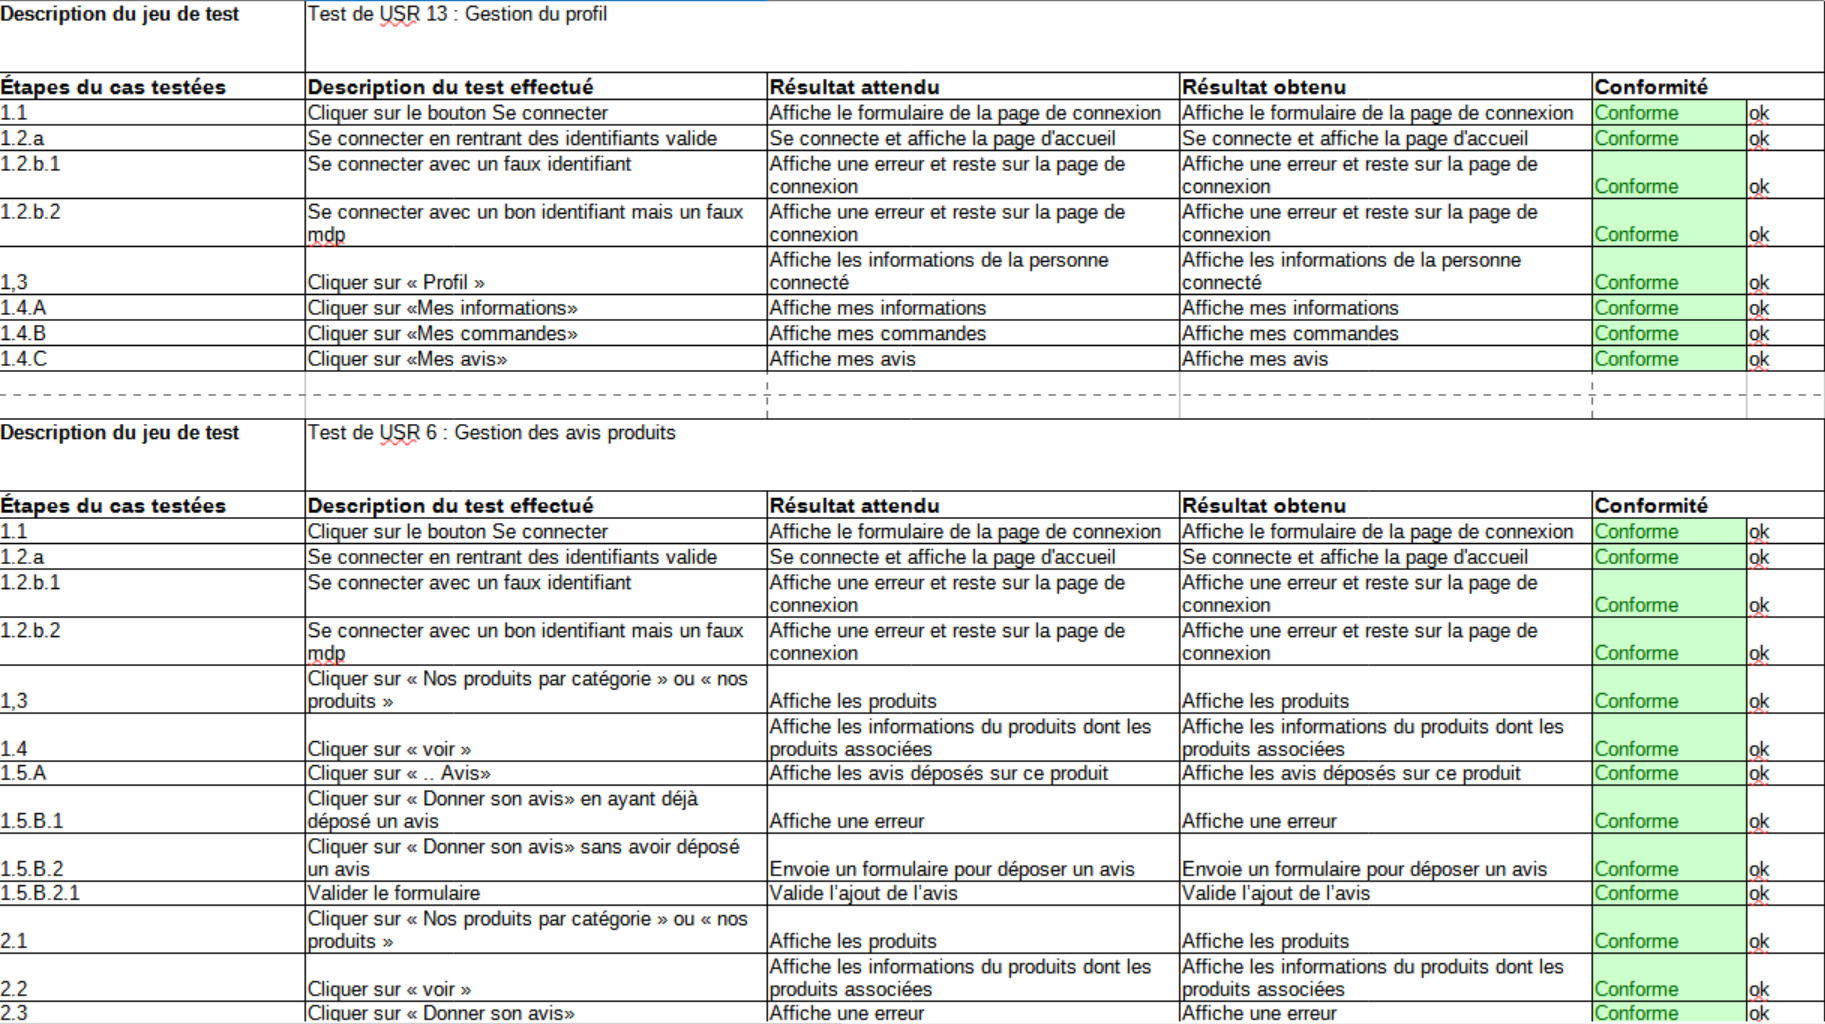 Description du jeu de test Test de USR 13 : Gestion du profil
Étapes du cas testées Description du test effectué Résultat attendu Résultat obtenu Conformité
1.1 Cliquer sur le bouton Se connecter Affiche le formulaire de la page de connexion Affiche le formulaire de la page de connexion Conforme ok
1.2.a Se connecter en rentrant des identifiants valide Se connecte et affiche la page d'accueil Se connecte et affiche la page d'accueil Conforme ok
1.2.b.1 Se connecter avec un faux identifiant Affiche une erreur et reste sur la page de Affiche une erreur et reste sur la page de
connexion connexion Conforme ok
1.2.b.2 Se connecter avec un bon identifiant mais un faux Affiche une erreur et reste sur la page de Affiche une erreur et reste sur la page de
mdp connexion connexion Conforme ok
Affiche les informations de la personne Affiche les informations de la personne
1,3 Cliquer sur « Profil » connecté connecté Conforme ok
1.4.A Cliquer sur «Mes informations» Affiche mes informations Affiche mes informations Conforme ok
1.4.B Cliquer sur «Mes commandes» Affiche mes commandes Affiche mes commandes Conforme ok
1.4.C Cliquer sur «Mes avis» Affiche mes avis Affiche mes avis Conforme ok
Description du jeu de test Test de USR 6 : Gestion des avis produits
Étapes du cas testées Description du test effectué Résultat attendu Résultat obtenu Conformité
1.1 Cliquer sur le bouton Se connecter Affiche le formulaire de la page de connexion Affiche le formulaire de la page de connexion Conforme ok
1.2.a Se connecter en rentrant des identifiants valide Se connecte et affiche la page d'accueil Se connecte et affiche la page d'accueil Conforme ok
1.2.b.1 Se connecter avec un faux identifiant Affiche une erreur et reste sur la page de Affiche une erreur et reste sur la page de
connexion connexion Conforme ok
1.2.b.2 Se connecter avec un bon identifiant mais un faux Affiche une erreur et reste sur la page de Affiche une erreur et reste sur la page de
mdp connexion connexion Conforme ok
Cliquer sur « Nos produits par catégorie » ou « nos
1,3 produits » Affiche les produits Affiche les produits Conforme ok
Affiche les informations du produits dont les Affiche les informations du produits dont les
1.4 Cliquer sur « voir » produits associées produits associées Conforme ok
1.5.A Cliquer sur « .. Avis» Affiche les avis déposés sur ce produit Affiche les avis déposés sur ce produit Conforme ok
Cliquer sur « Donner son avis» en ayant déjà
1.5.B.1 déposé un avis Affiche une erreur Affiche une erreur Conforme ok
Cliquer sur « Donner son avis» sans avoir déposé
1.5.B.2 un avis Envoie un formulaire pour déposer un avis Envoie un formulaire pour déposer un avis Conforme ok
1.5.B.2.1 Valider le formulaire Valide l'ajout de l'avis Valide l'ajout de l'avis Conforme ok
Cliquer sur « Nos produits par catégorie » ou « nos
2.1 produits » Affiche les produits Affiche les produits Conforme ok
Affiche les informations du produits dont les Affiche les informations du produits dont les
2.2 Cliquer sur « voir » produits associées produits associées Conforme ok
2.3 Cliquer sur « Donner son avis» Affiche une erreur Affiche une erreur Conforme ok